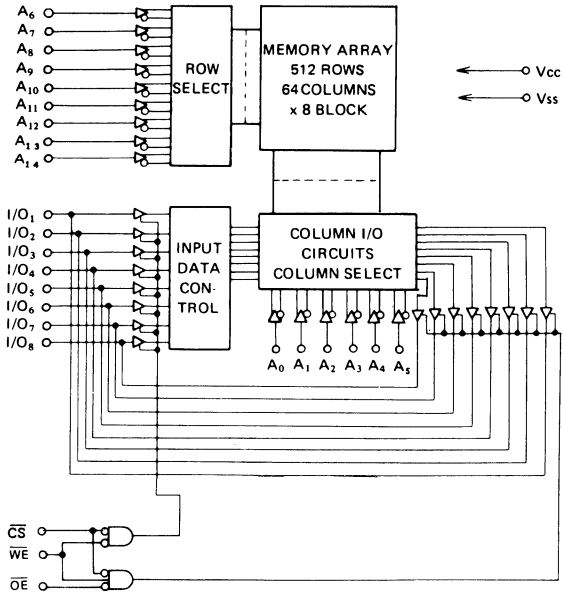 A6
A7
A8
A9
A10
A11
A12
A13
A14
ROW
SELECT
MEMORY ARRAY
512 ROWS
64 COLUMNS
x 8 BLOCK
Vcc
Vss
I/O1
I/O2
I/O3
I/O4
I/O5
I/O6
I/O7
I/O8
INPUT
DATA
CON-
TROL
COLUMN I/O
CIRCUITS
COLUMN SELECT
A0 A1 A2 A3 A4 A5
CS
WE
OE